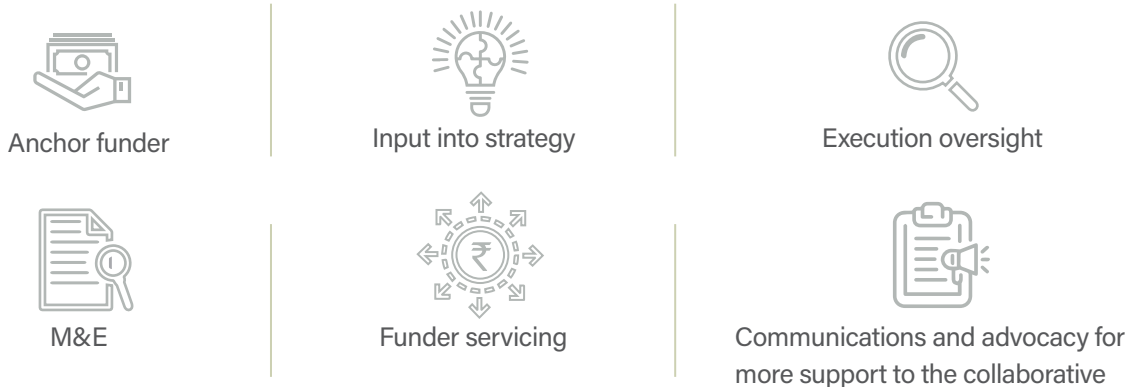 Anchor funder
Input into strategy
Execution oversight
₹
M&E
Funder servicing
Communications and advocacy for
more support to the collaborative